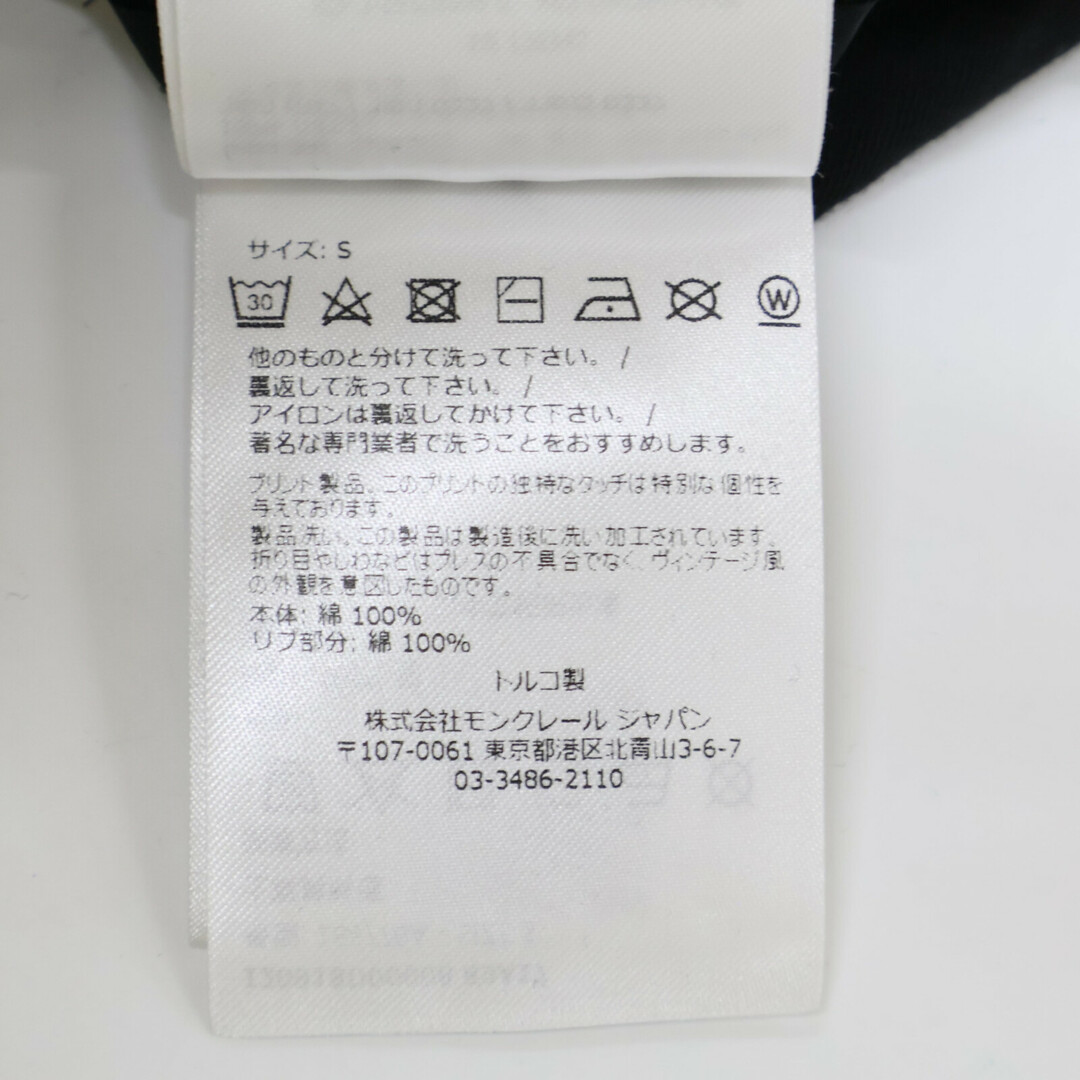 サイズ: S
30
W
他のものと分けて洗って下さい。 /
裏返して洗って下さい。 /
アイロンは裏返してかけて下さい。 /
著名な専門業者で洗うことをおすすめします。
プリント製品。このプリントの独特なタッチは特別な個性を
与えております。
製品洗い。この製品は製造後に洗い加工されています。
折り目やしわなどはプレスの不具合でなく、ヴィンテージ風
の外観を意図したものです。
本体: 綿 100%
リブ部分: 綿 100%
トルコ製
株式会社モンクレール ジャパン
〒107-0061 東京都港区北青山3-6-7
03-3486-2110